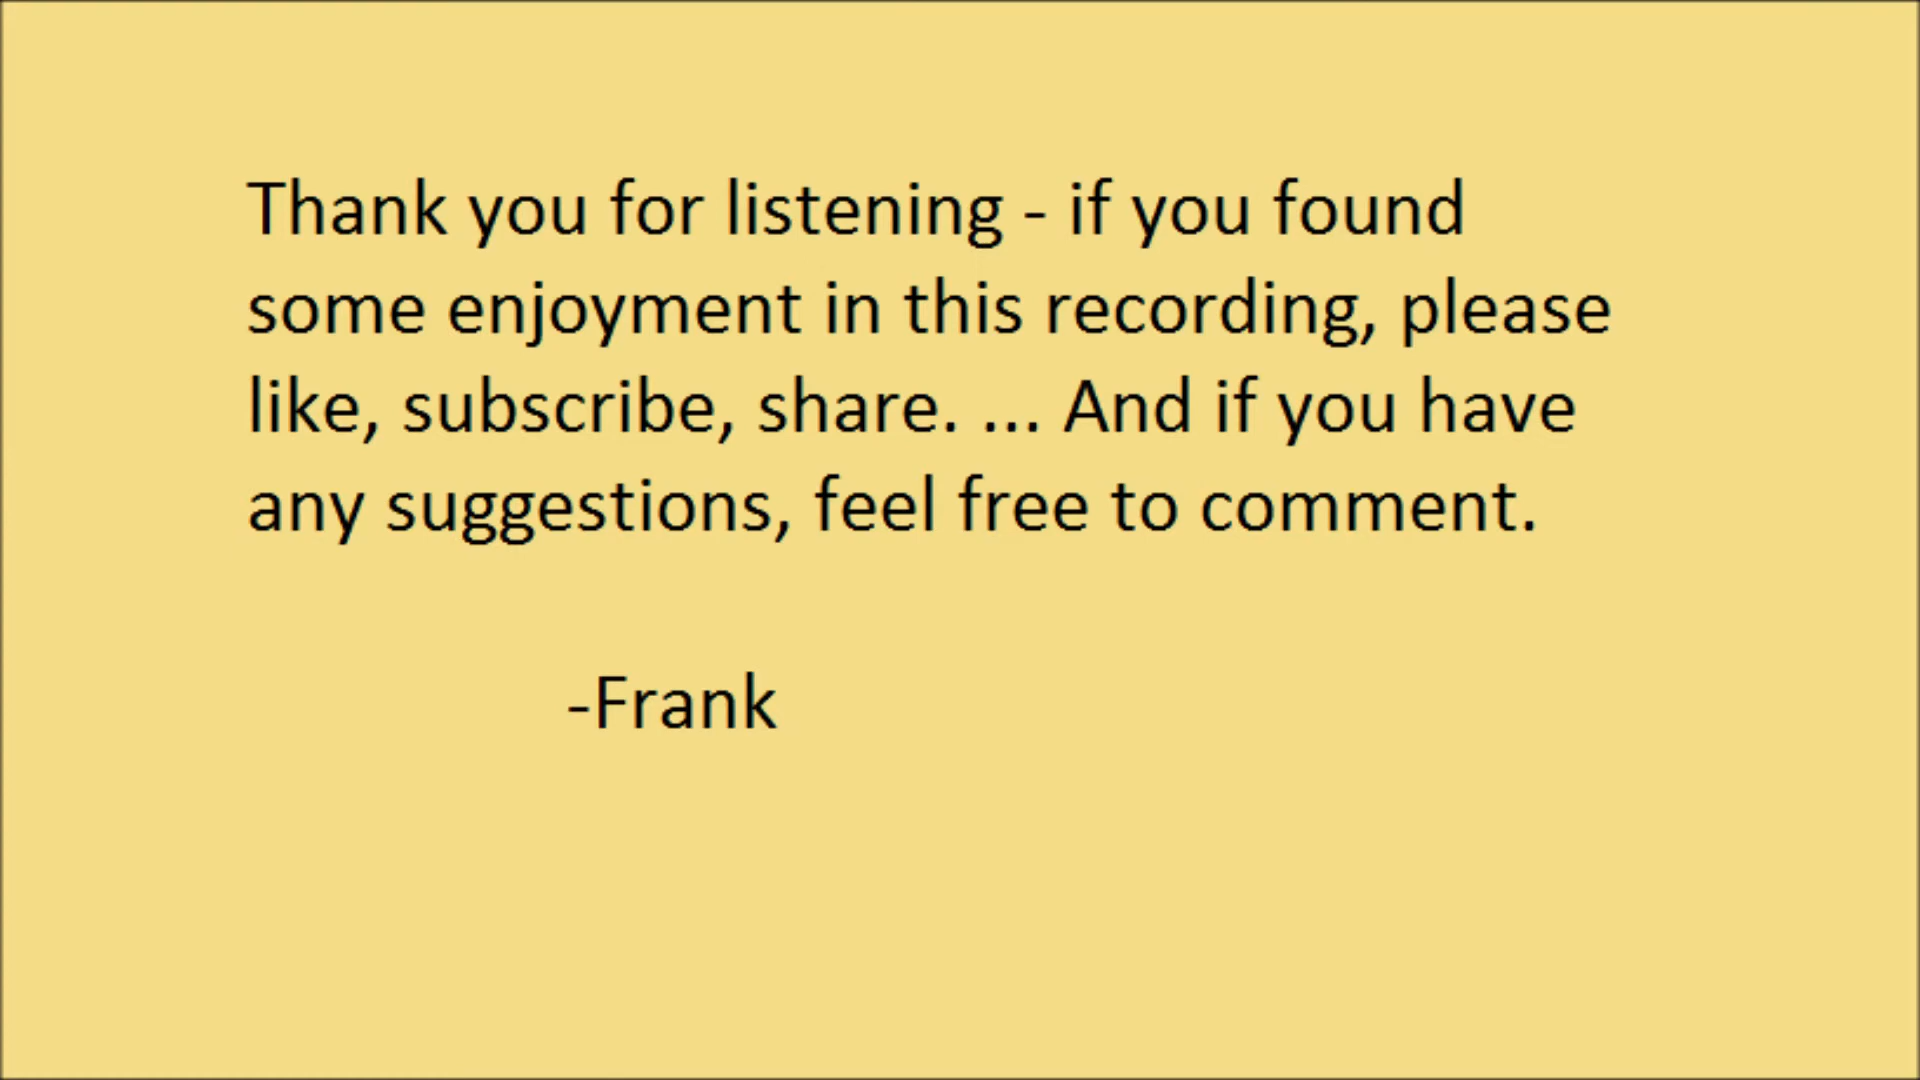 Thank you for listening - if you found
some enjoyment in this recording, please
like, subscribe, share. ... And if you have
any suggestions, feel free to comment.
-Frank